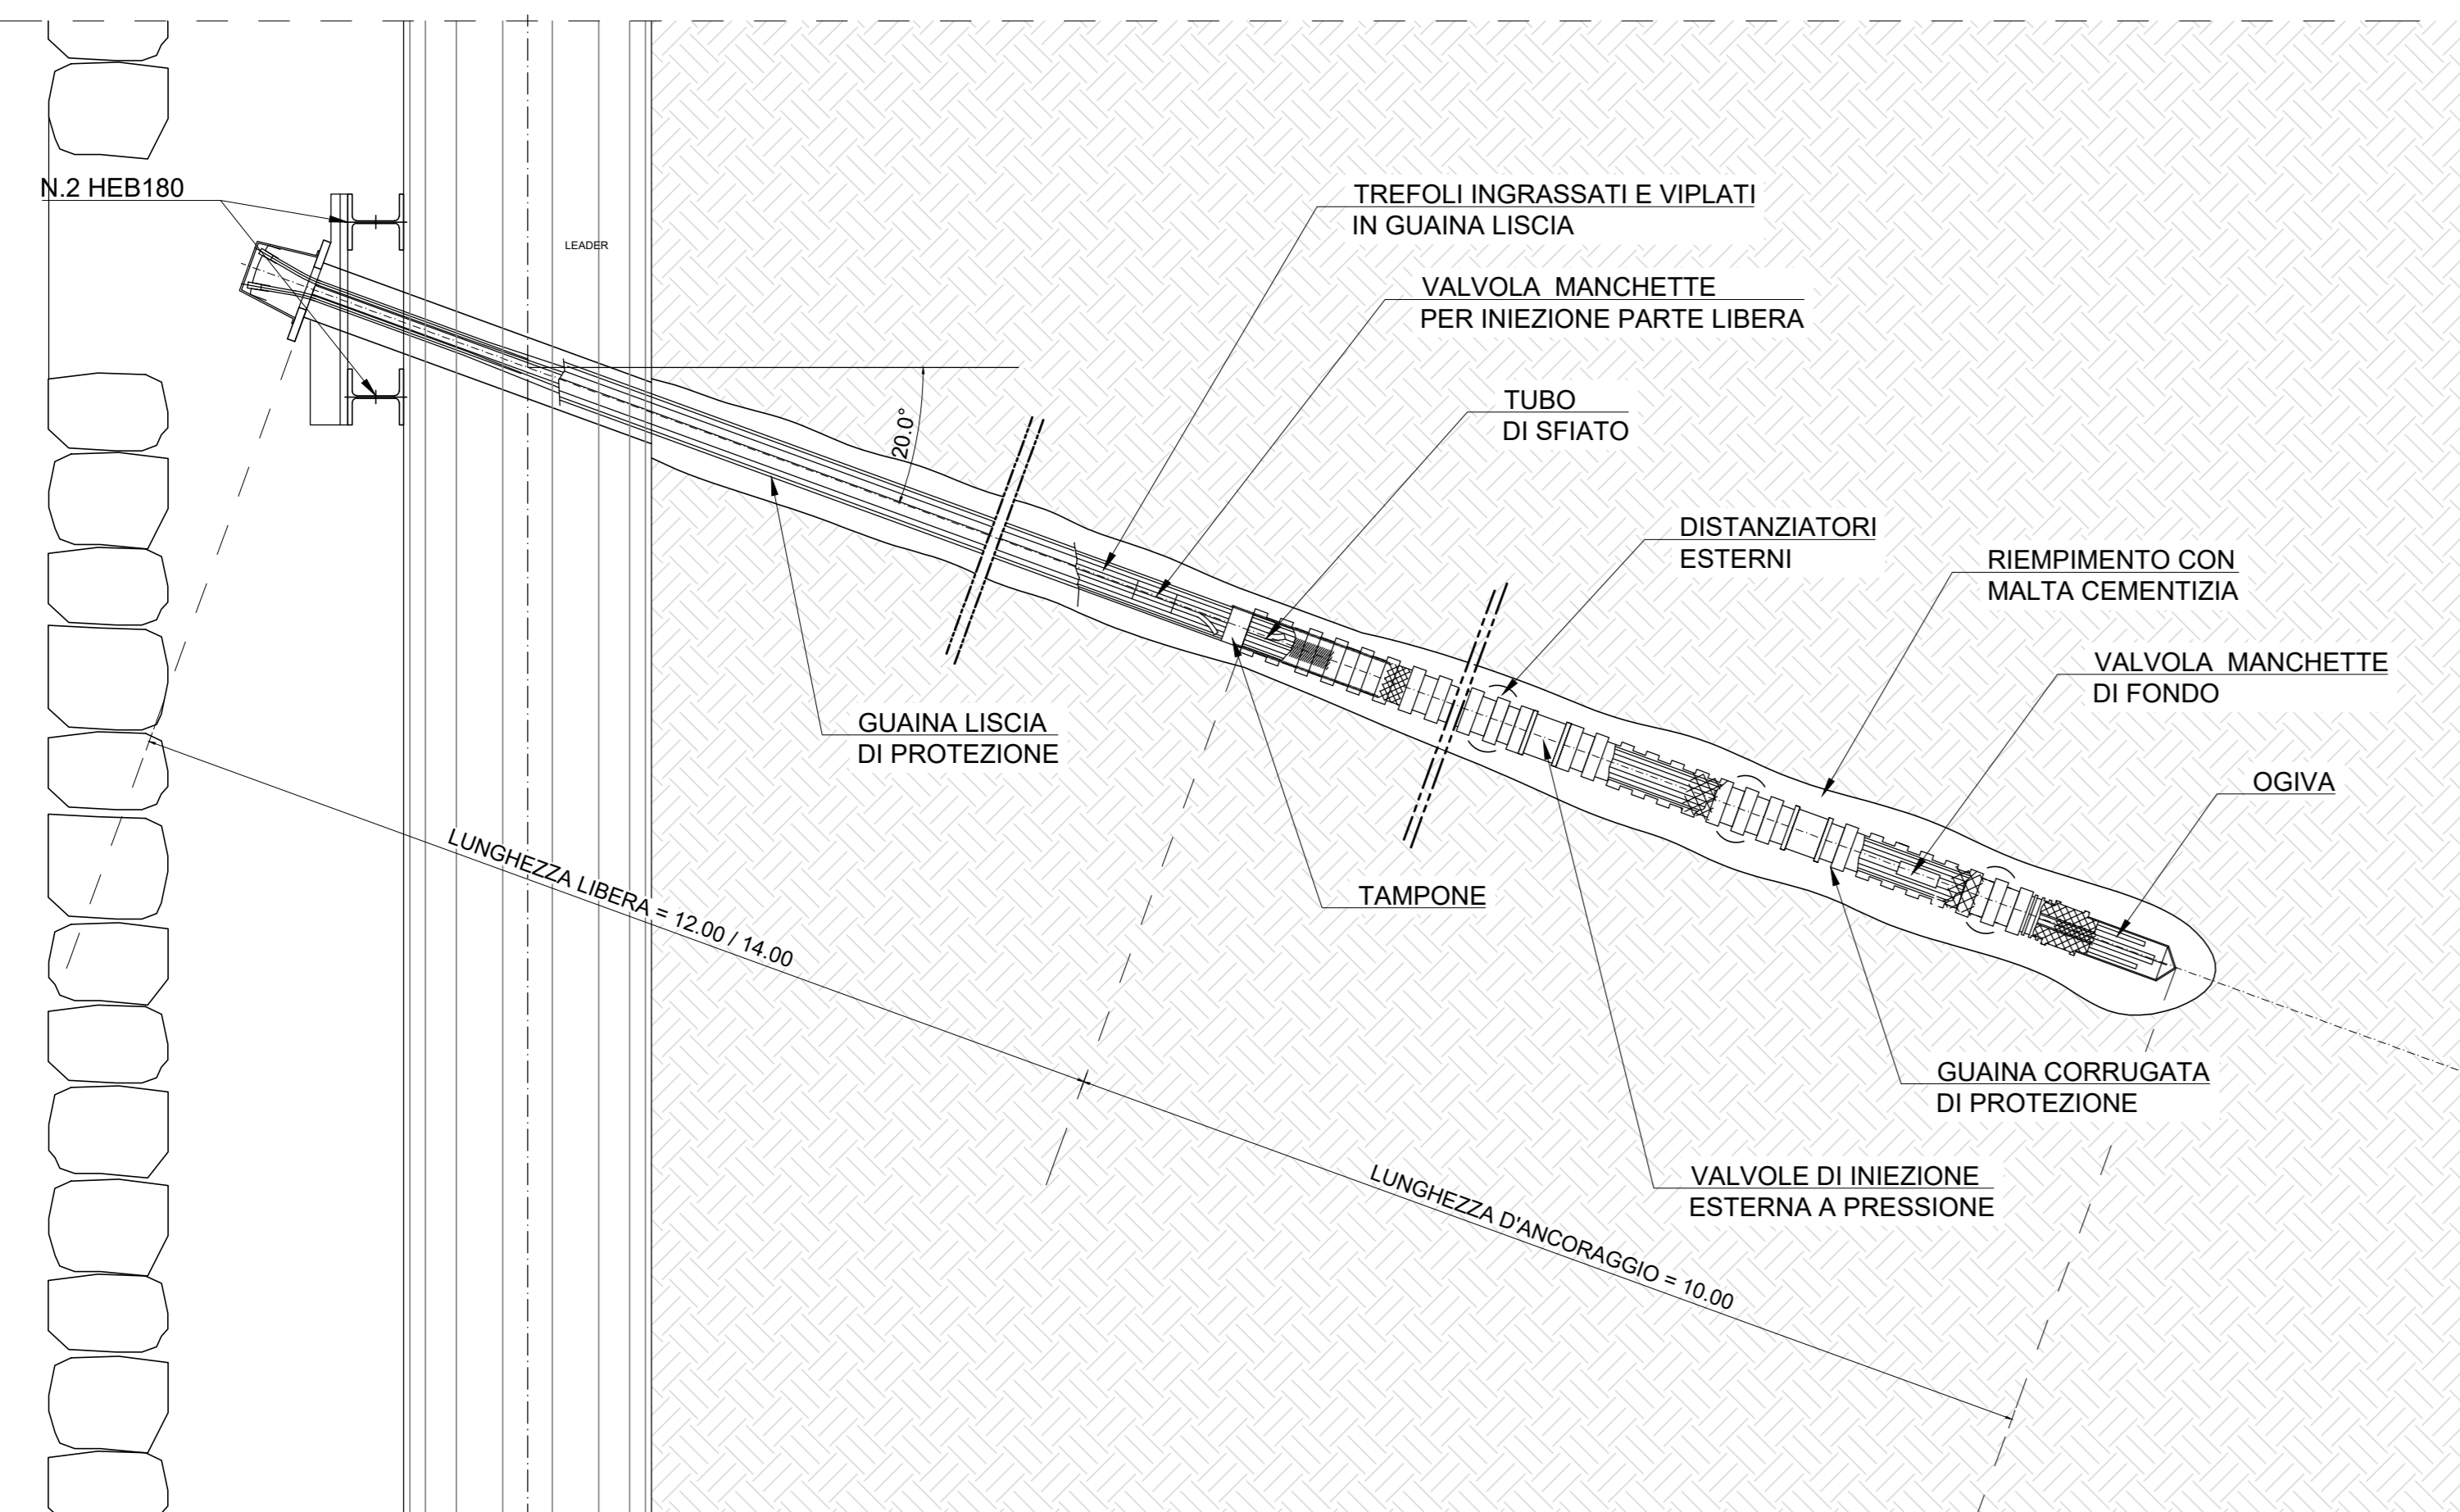 N.2 HEB180
TREFOLI INGRASSATI E VIPLATI
IN GUAINA LISCIA
LEADER
VALVOLA  MANCHETTE
PER INIEZIONE PARTE LIBERA
TUBO
DI SFIATO
20.0°
DISTANZIATORI
ESTERNI
RIEMPIMENTO CON
MALTA CEMENTIZIA
VALVOLA  MANCHETTE
DI FONDO
GUAINA LISCIA
DI PROTEZIONE
OGIVA
LUNGHEZZA LIBERA = 12.00 / 14.00
TAMPONE
GUAINA CORRUGATA
DI PROTEZIONE
VALVOLE DI INIEZIONE
ESTERNA A PRESSIONE
LUNGHEZZA D'ANCORAGGIO = 10.00